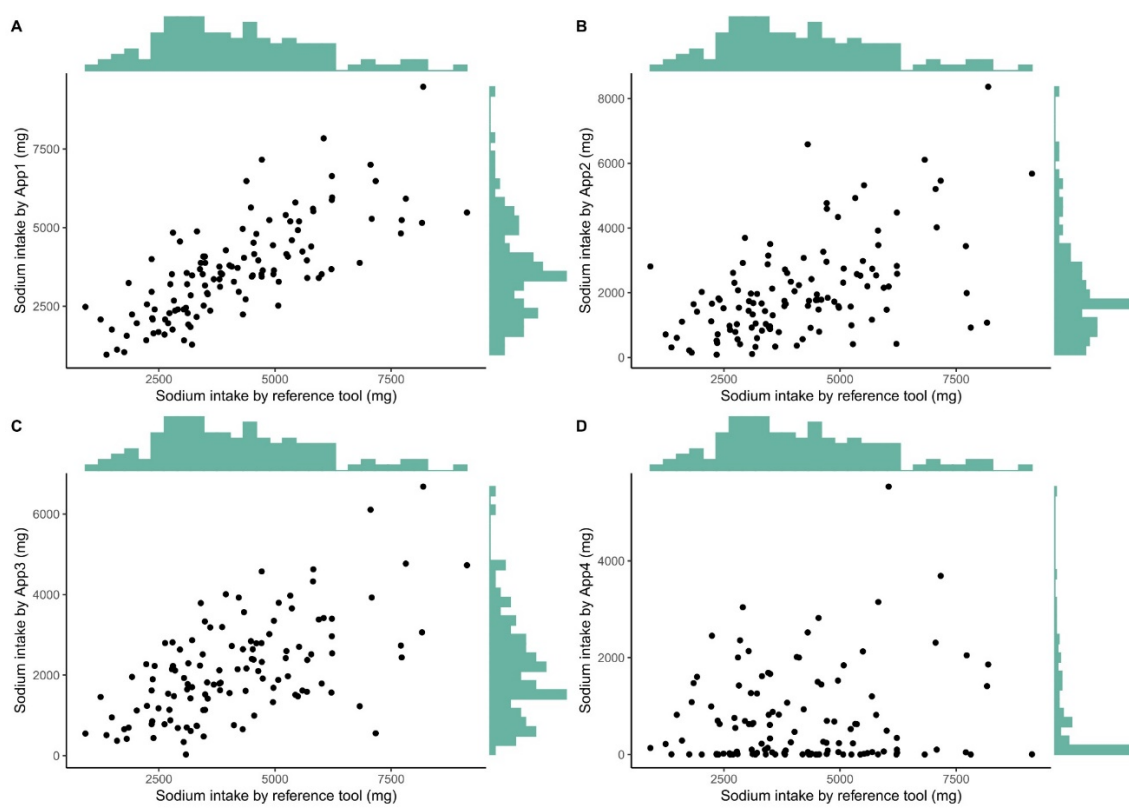 A
Sodium intake by App1 (mg)
7500
5000
2500
2500
5000
7500
Sodium intake by reference tool (mg)
B
Sodium intake by App2 (mg)
8000
6000
4000
2000
0
2500
5000
7500
Sodium intake by reference tool (mg)
C
Sodium intake by App3 (mg)
6000
4000
2000
0
2500
5000
7500
Sodium intake by reference tool (mg)
D
Sodium intake by App4 (mg)
4000
2000
0
2500
5000
7500
Sodium intake by reference tool (mg)